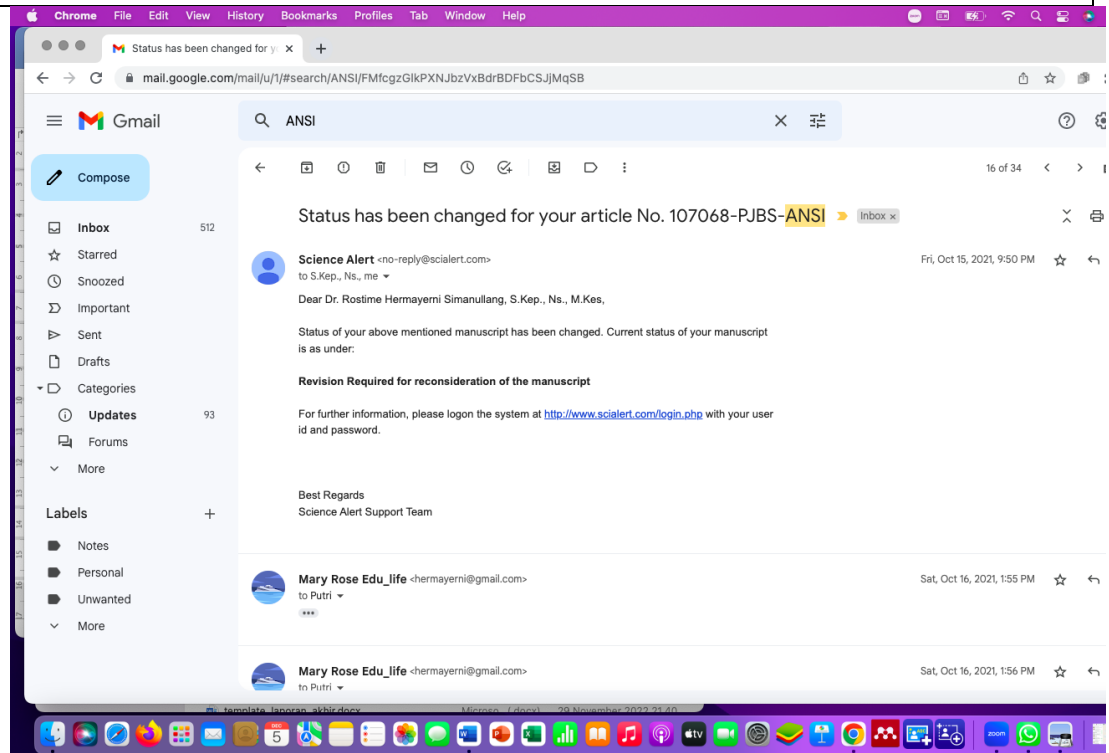 Chrome File Edit View History Bookmarks Profiles Tab Window Help
Status has been changed for y
mail.google.com/mail/u/1/#search/ANSI/FMfcgzGlkPXNJbzVxBdrBDFbCSJjMqSB
Gmail
ANSI
Compose
16 of 34
Inbox 512
Starred
Snoozed
Important
Sent
Drafts
Categories
Updates 93
Forums
More
Labels
Notes
Personal
Unwanted
More
Status has been changed for your article No. 107068-PJBS-ANSI Inbox x
Science Alert <no-reply@scialert.com> Fri, Oct 15, 2021, 9:50 PM
to S.Kep., Ns., me
Dear Dr. Rostime Hermayerni Simanullang, S.Kep., Ns., M.Kes,
Status of your above mentioned manuscript has been changed. Current status of your manuscript
is as under:
Revision Required for reconsideration of the manuscript
For further information, please logon the system at http://www.scialert.com/login.php with your user
id and password.
Best Regards
Science Alert Support Team
Mary Rose Edu_life <hermayerni@gmail.com> Sat, Oct 16, 2021, 1:55 PM
to Putri
Mary Rose Edu_life <hermayerni@gmail.com> Sat, Oct 16, 2021, 1:56 PM
to Putri
template_laporan_akhir.docx Microso (.docx) 29 November 2022 21.40
DEC
5
tv
zoom